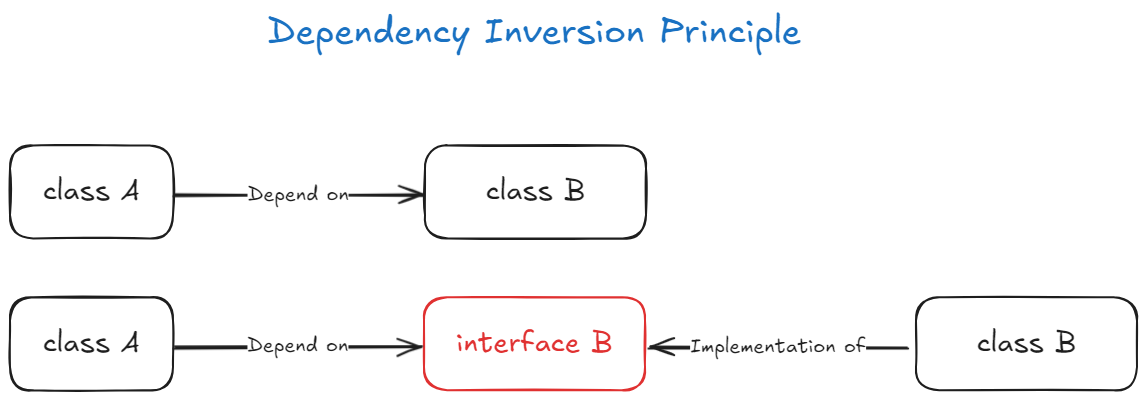 Dependency Inversion Principle
class A
Depend on
class B
class A
Depend on
interface B
Implementation of
class B